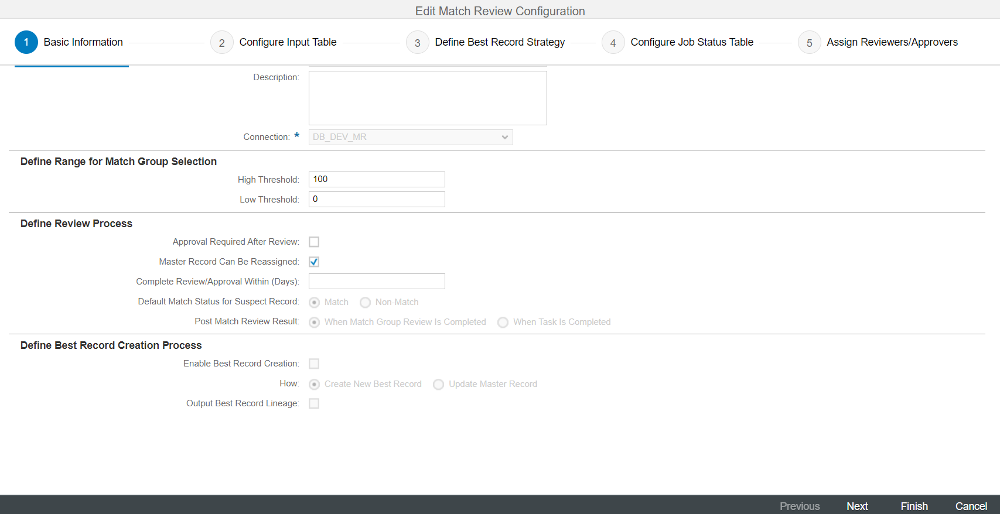 Edit Match Review Configuration
1 Basic Information 2 Configure Input Table 3 Define Best Record Strategy 4 Configure Job Status Table 5 Assign Reviewers/Approvers
Description:
Connection: * DB_DEV_MR
Define Range for Match Group Selection
High Threshold: 100
Low Threshold: 0
Define Review Process
Approval Required After Review:
Master Record Can Be Reassigned:
Complete Review/Approval Within (Days):
Default Match Status for Suspect Record: Match Non-Match
Post Match Review Result: When Match Group Review Is Completed When Task Is Completed
Define Best Record Creation Process
Enable Best Record Creation:
How: Create New Best Record Update Master Record
Output Best Record Lineage:
Previous Next Finish Cancel